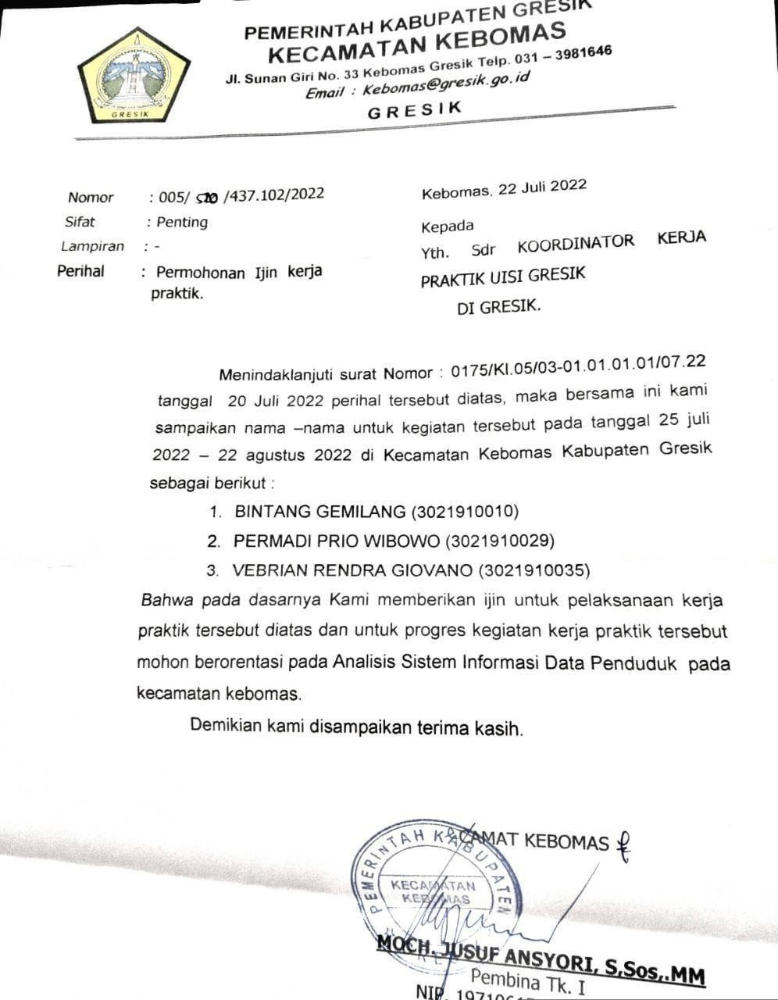 PEMERINTAH KABUPATEN GRESIK
KECAMATAN KEBOMAS
Jl. Sunan Giri No. 33 Kebomas Gresik Telp. 031 – 3981646
Email : Kebomas@gresik.go.id
GRESIK
GRESIK
Nomor : 005/ /437.102/2022
Sifat : Penting
Lampiran : -
Perihal : Permohonan Ijin kerja
praktik.
Kebomas, 22 Juli 2022
Kepada
Yth. Sdr KOORDINATOR KERJA
PRAKTIK UISI GRESIK
DI GRESIK.
Menindaklanjuti surat Nomor : 0175/KI.05/03-01.01.01.01/07.22
tanggal 20 Juli 2022 perihal tersebut diatas, maka bersama ini kami
sampaikan nama –nama untuk kegiatan tersebut pada tanggal 25 juli
2022 – 22 agustus 2022 di Kecamatan Kebomas Kabupaten Gresik
sebagai berikut :
1. BINTANG GEMILANG (3021910010)
2. PERMADI PRIO WIBOWO (3021910029)
3. VEBRIAN RENDRA GIOVANO (3021910035)
Bahwa pada dasarnya Kami memberikan ijin untuk pelaksanaan kerja
praktik tersebut diatas dan untuk progres kegiatan kerja praktik tersebut
mohon berorentasi pada Analisis Sistem Informasi Data Penduduk pada
kecamatan kebomas.
Demikian kami disampaikan terima kasih.
CAMAT KEBOMAS
PEMERINTAH KABUPATEN
KECAMATAN
KEBOMAS
MOCH. JUSUF ANSYORI, S,Sos,.MM
Pembina Tk. I
NIP.